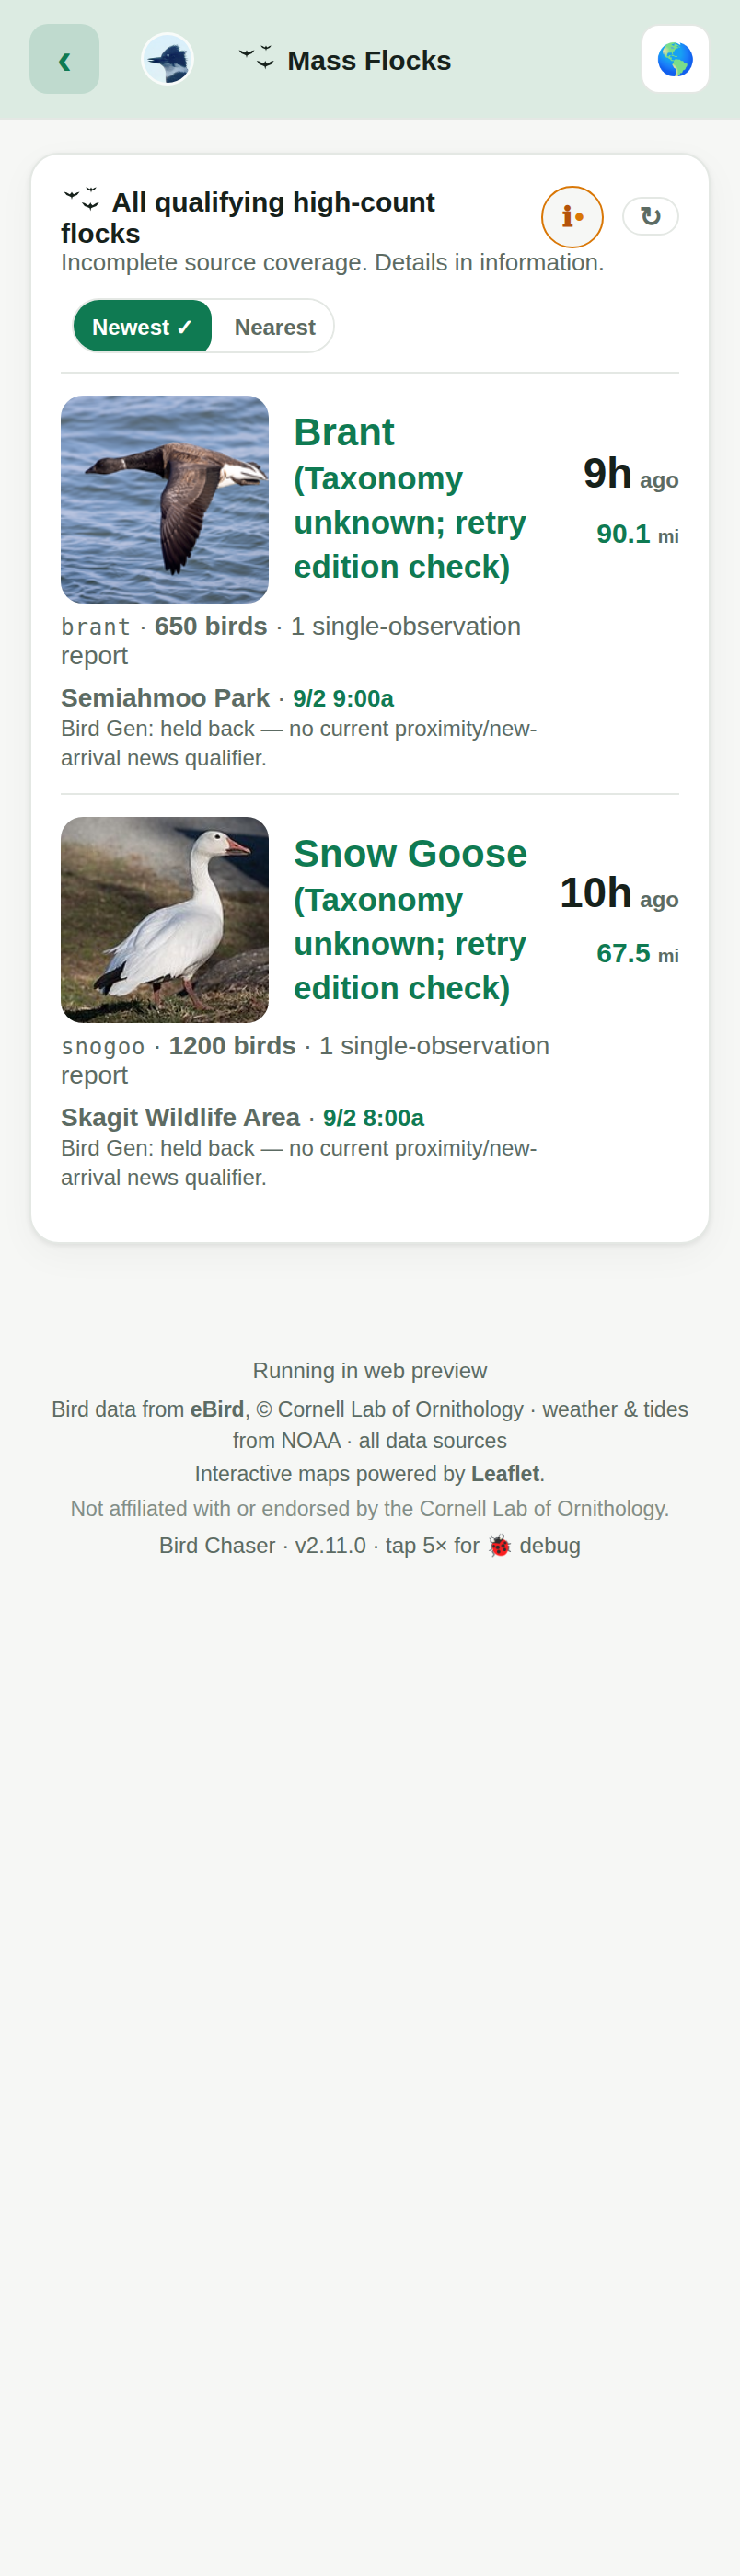 ‹ Mass Flocks
All qualifying high-count
flocks
i• ↻
Incomplete source coverage. Details in information.
Newest ✓ Nearest
Brant
(Taxonomy
unknown; retry
edition check)
9h ago
90.1 mi
brant · 650 birds · 1 single-observation
report
Semiahmoo Park · 9/2 9:00a
Bird Gen: held back — no current proximity/new-
arrival news qualifier.
Snow Goose
(Taxonomy
unknown; retry
edition check)
10h ago
67.5 mi
snogoo · 1200 birds · 1 single-observation
report
Skagit Wildlife Area · 9/2 8:00a
Bird Gen: held back — no current proximity/new-
arrival news qualifier.
Running in web preview
Bird data from eBird, © Cornell Lab of Ornithology · weather & tides
from NOAA · all data sources
Interactive maps powered by Leaflet.
Not affiliated with or endorsed by the Cornell Lab of Ornithology.
Bird Chaser · v2.11.0 · tap 5× for 🐞 debug